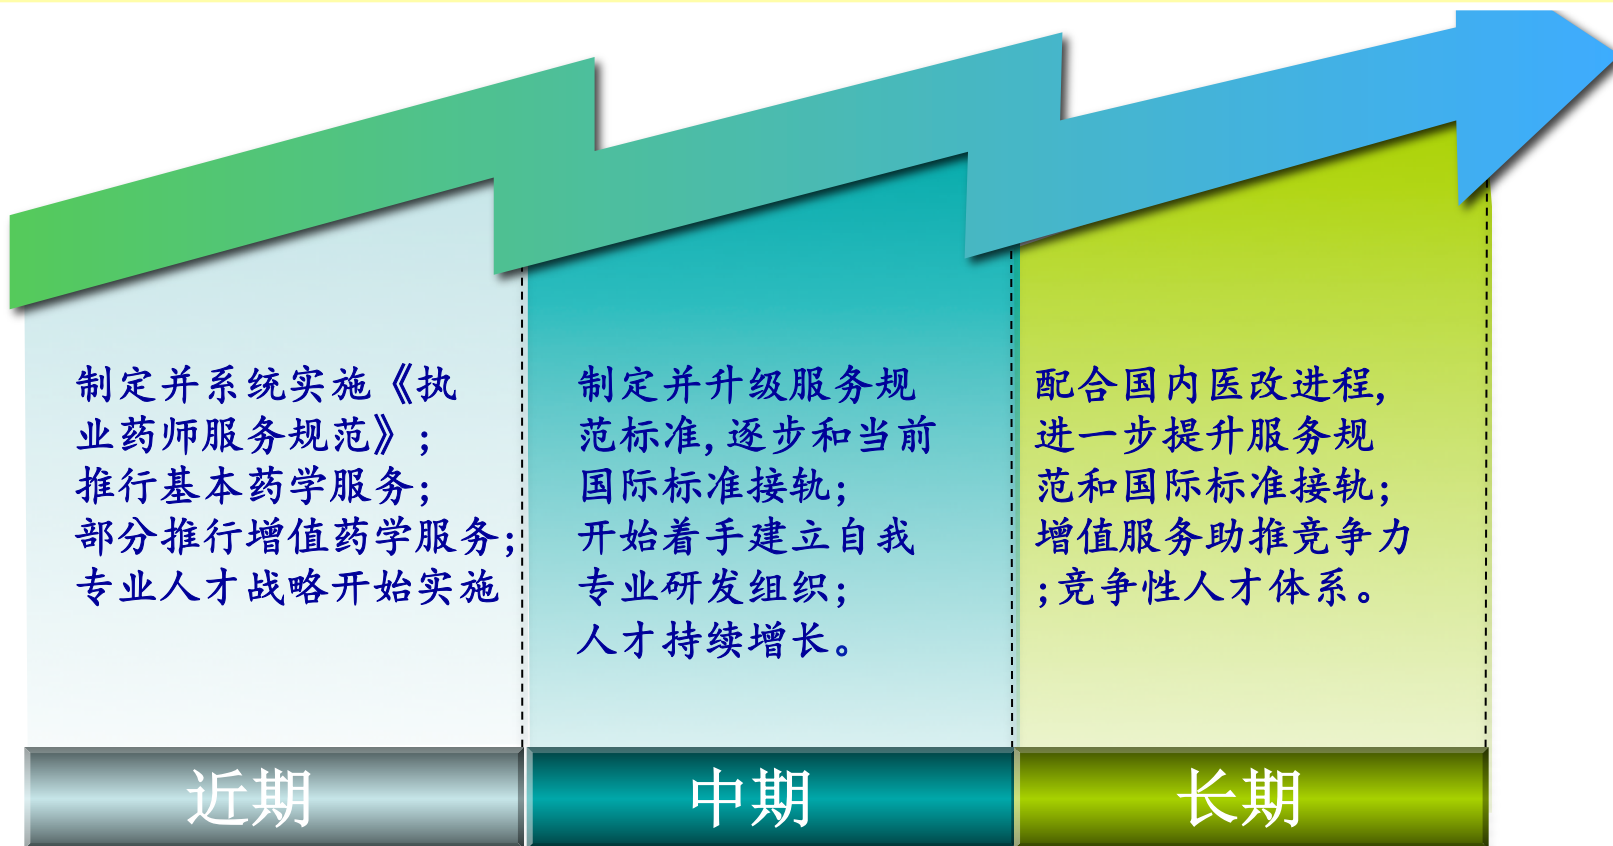 制定并系统实施《执
业药师服务规范》;
推行基本药学服务;
部分推行增值药学服务;
专业人才战略开始实施
近期
制定并升级服务规
范标准,逐步和当前
国际标准接轨;
开始着手建立自我
专业研发组织;
人才持续增长。
中期
配合国内医改进程,
进一步提升服务规
范和国际标准接轨;
增值服务助推竞争力
;竞争性人才体系。
长期